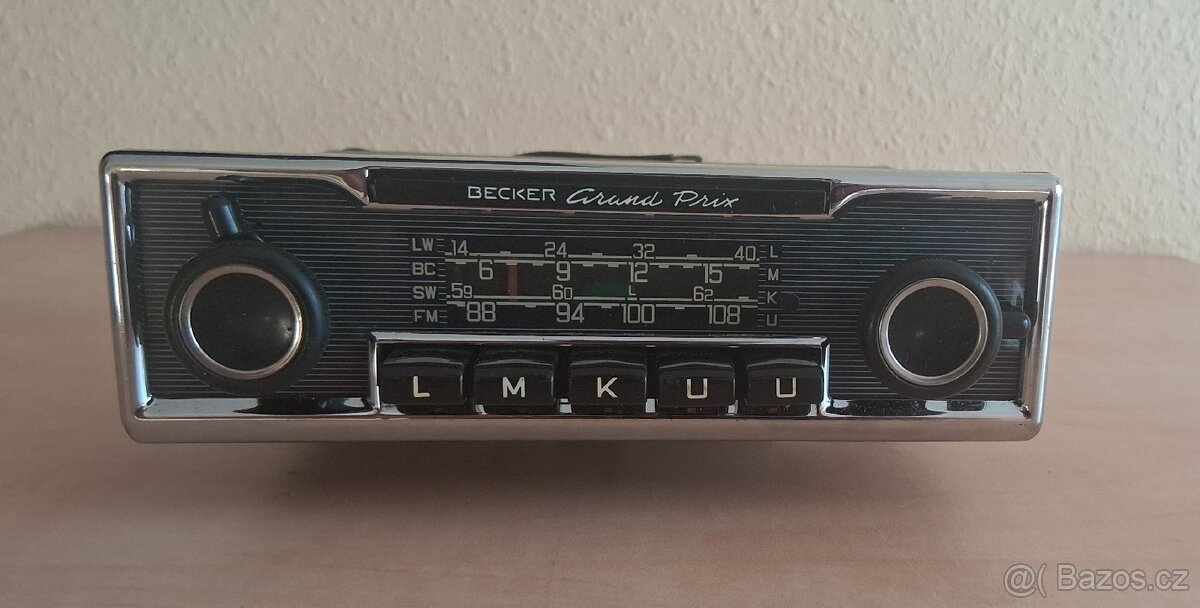 BECKER Grand Prix
LW 14 24 32 40 L
BC 6 9 12 15 M
SW 59 60 L 62 K
FM 88 94 100 108 U
L M K U U
@( Bazos.cz